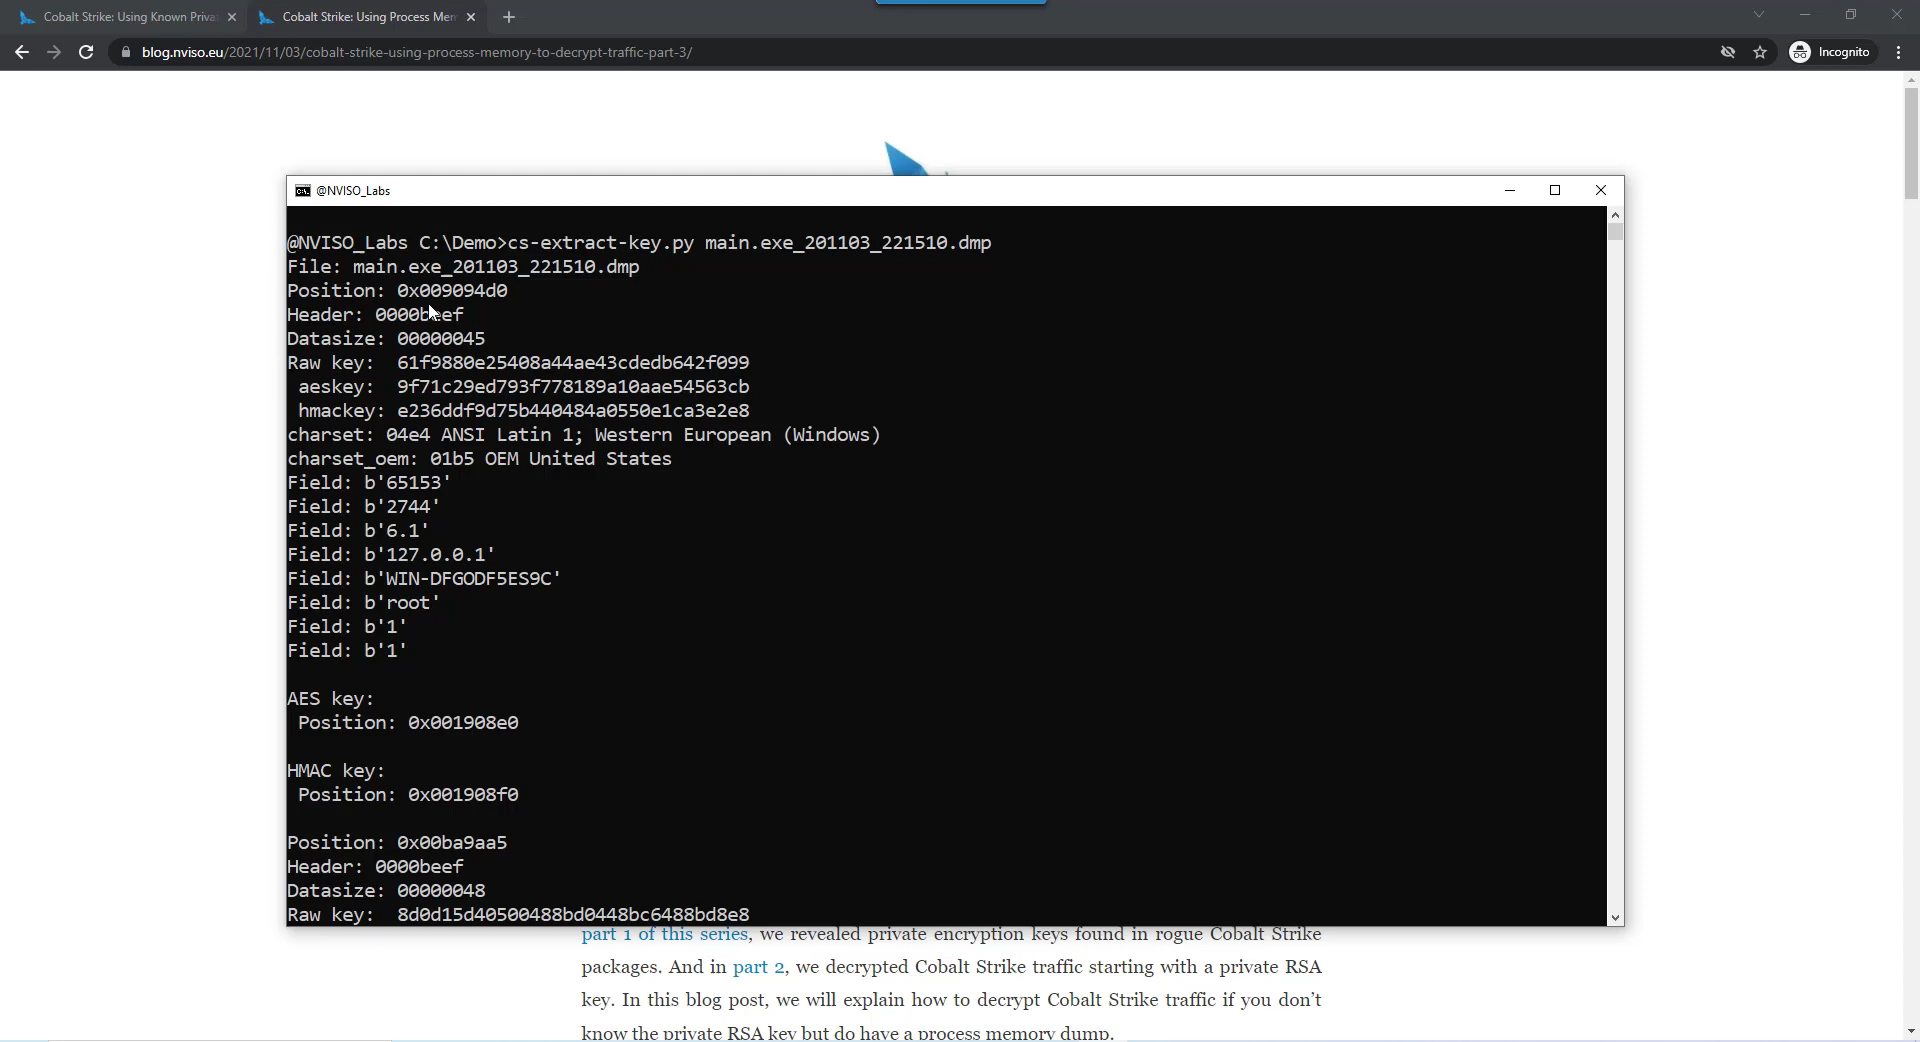 Cobalt Strike: Using Known Priva
Cobalt Strike: Using Process Mem
blog.nviso.eu/2021/11/03/cobalt-strike-using-process-memory-to-decrypt-traffic-part-3/
Incognito
@NVISO_Labs
@NVISO_Labs C:\Demo>cs-extract-key.py main.exe_201103_221510.dmp
File: main.exe_201103_221510.dmp
Position: 0x009094d0
Header: 0000beef
Datasize: 00000045
Raw key:  61f9880e25408a44ae43cdedb642f099
 aeskey:  9f71c29ed793f778189a10aae54563cb
 hmackey: e236ddf9d75b440484a0550e1ca3e2e8
charset: 04e4 ANSI Latin 1; Western European (Windows)
charset_oem: 01b5 OEM United States
Field: b'65153'
Field: b'2744'
Field: b'6.1'
Field: b'127.0.0.1'
Field: b'WIN-DFGODF5ES9C'
Field: b'root'
Field: b'1'
Field: b'1'
AES key:
 Position: 0x001908e0
HMAC key:
 Position: 0x001908f0
Position: 0x00ba9aa5
Header: 0000beef
Datasize: 00000048
Raw key:  8d0d15d40500488bd0448bc6488bd8e8
part 1 of this series, we revealed private encryption keys found in rogue Cobalt Strike
packages. And in part 2, we decrypted Cobalt Strike traffic starting with a private RSA
key. In this blog post, we will explain how to decrypt Cobalt Strike traffic if you don’t
know the private RSA key but do have a process memory dump.